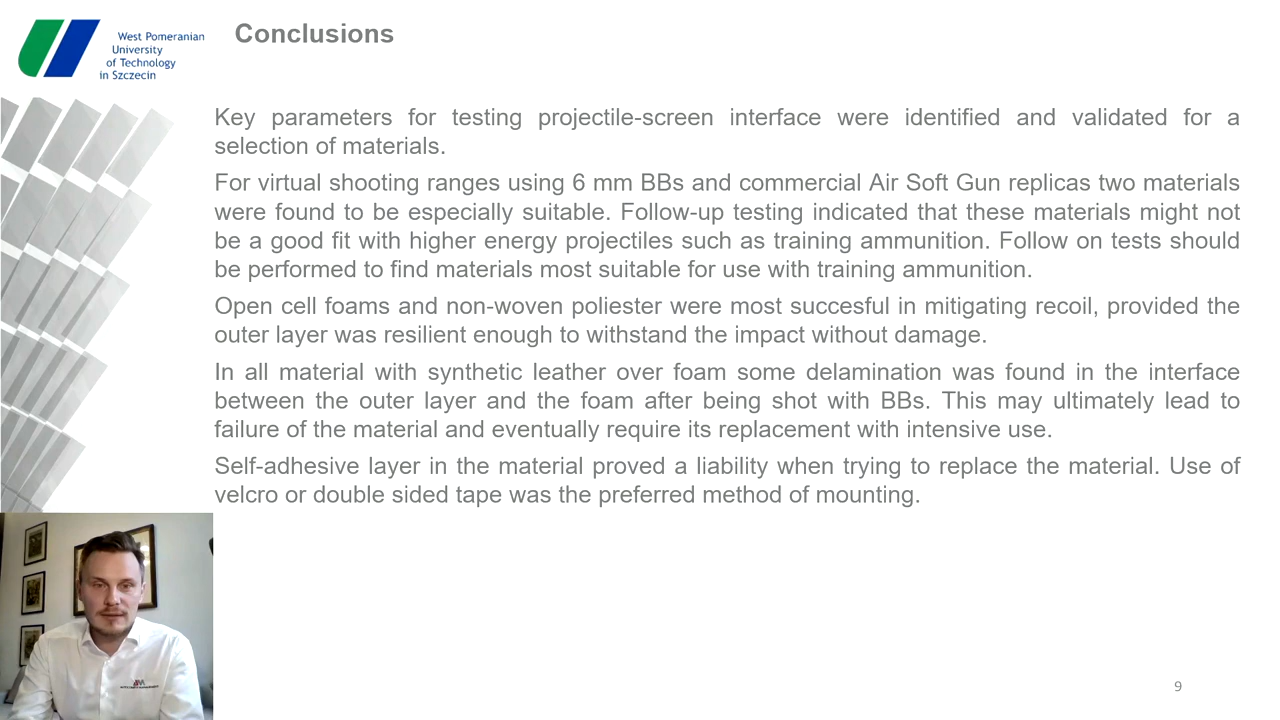 West Pomeranian
University
of Technology
in Szczecin
Conclusions
Key parameters for testing projectile-screen interface were identified and validated for a
selection of materials.
For virtual shooting ranges using 6 mm BBs and commercial Air Soft Gun replicas two materials
were found to be especially suitable. Follow-up testing indicated that these materials might not
be a good fit with higher energy projectiles such as training ammunition. Follow on tests should
be performed to find materials most suitable for use with training ammunition.
Open cell foams and non-woven poliester were most succesful in mitigating recoil, provided the
outer layer was resilient enough to withstand the impact without damage.
In all material with synthetic leather over foam some delamination was found in the interface
between the outer layer and the foam after being shot with BBs. This may ultimately lead to
failure of the material and eventually require its replacement with intensive use.
Self-adhesive layer in the material proved a liability when trying to replace the material. Use of
velcro or double sided tape was the preferred method of mounting.
9